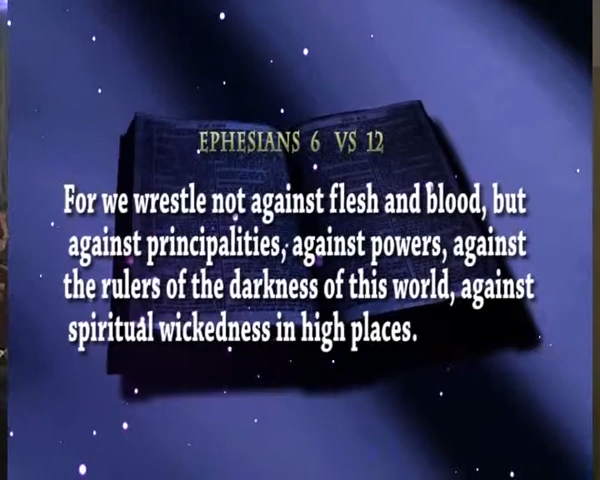 EPHESIANS 6 VS 12
For we wrestle not against flesh and blood, but
against principalities, against powers, against
the rulers of the darkness of this world, against
spiritual wickedness in high places.